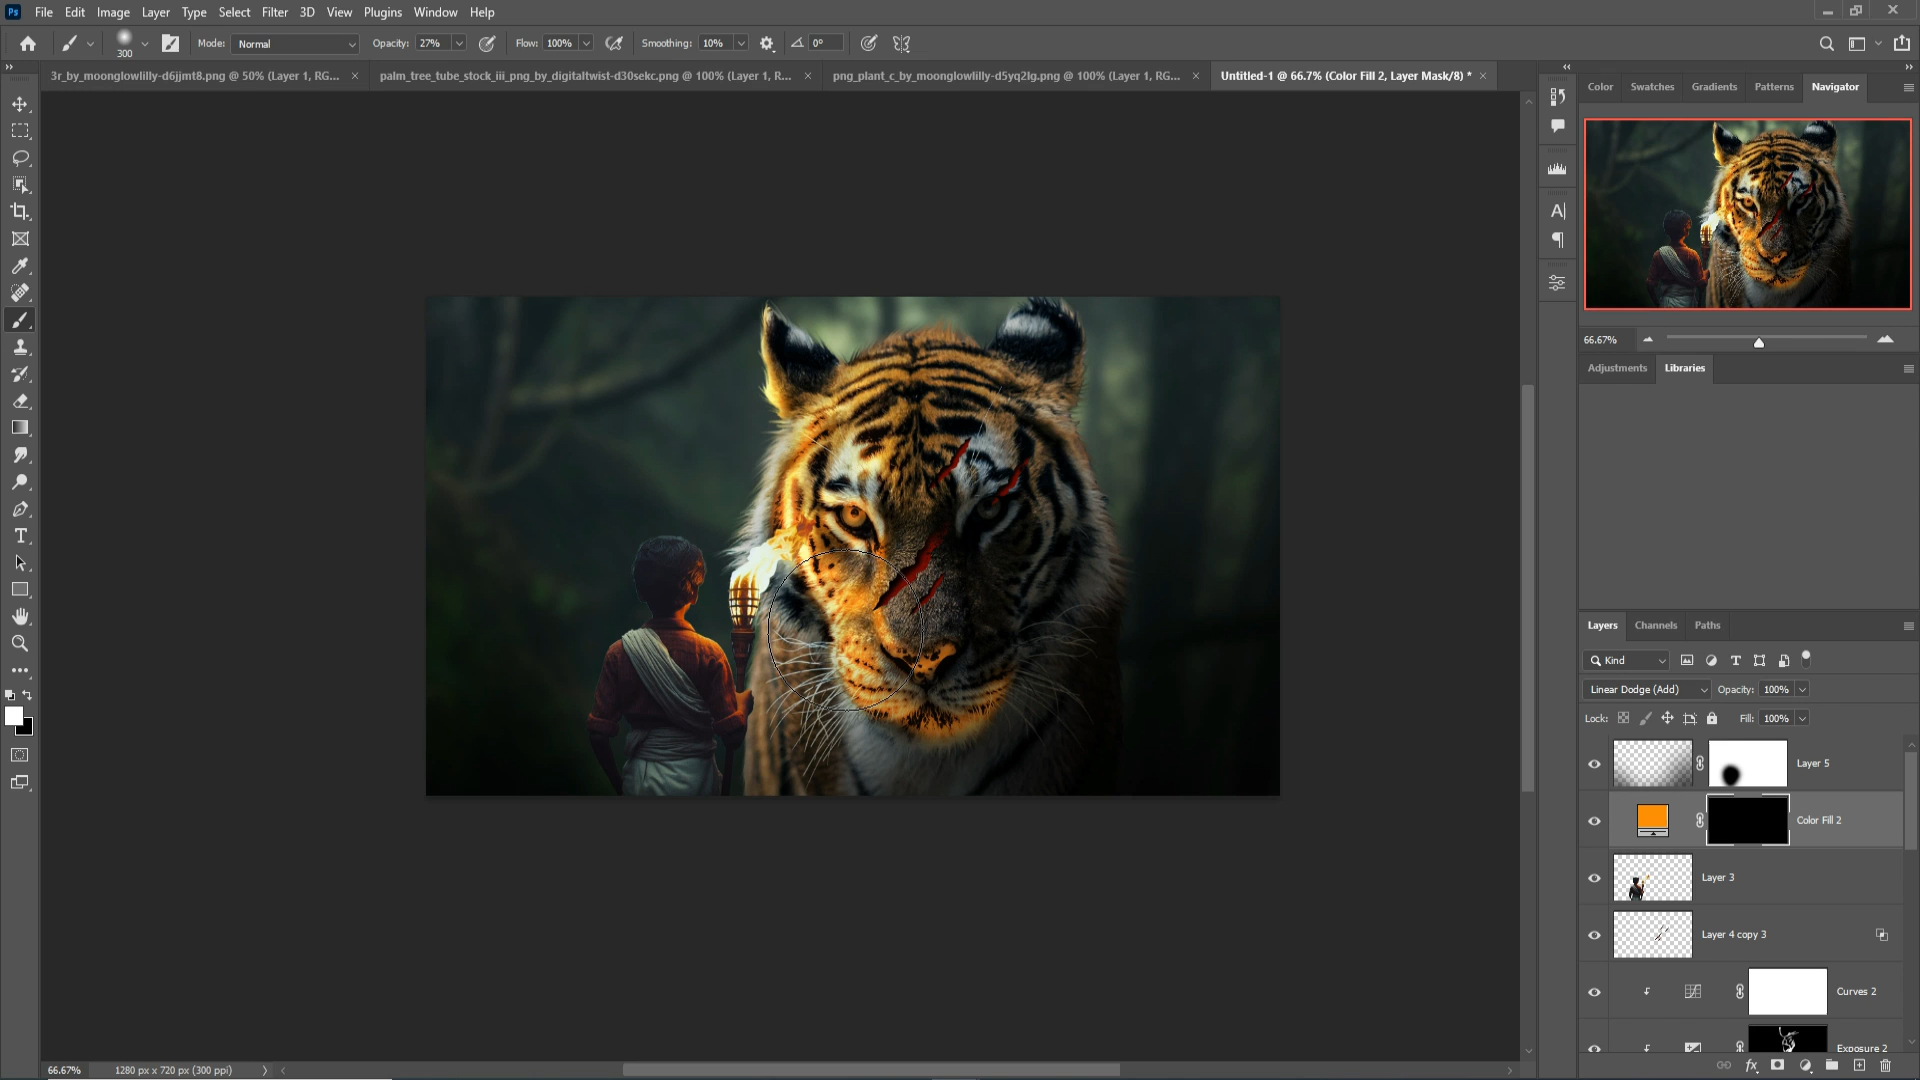 Ps File Edit Image Layer Type Select Filter 3D View Plugins Window Help
300 Mode: Normal Opacity: 27% Flow: 100% Smoothing: 10% 0°
3r_by_moonglowlilly-d6jjmt8.png @ 50% (Layer 1, RG... × palm_tree_tube_stock_iii_png_by_digitaltwist-d30sekc.png @ 100% (Layer 1, R... × png_plant_c_by_moonglowlilly-d5yq2lg.png @ 100% (Layer 1, RG... × Untitled-1 @ 66.7% (Color Fill 2, Layer Mask/8) * ×
Color Swatches Gradients Patterns Navigator
66.67%
Adjustments Libraries
Layers Channels Paths
Kind
Linear Dodge (Add) Opacity: 100%
Lock: Fill: 100%
Layer 5
Color Fill 2
Layer 3
Layer 4 copy 3
Curves 2
Exposure 2
fx
66.67% 1280 px x 720 px (300 ppi)